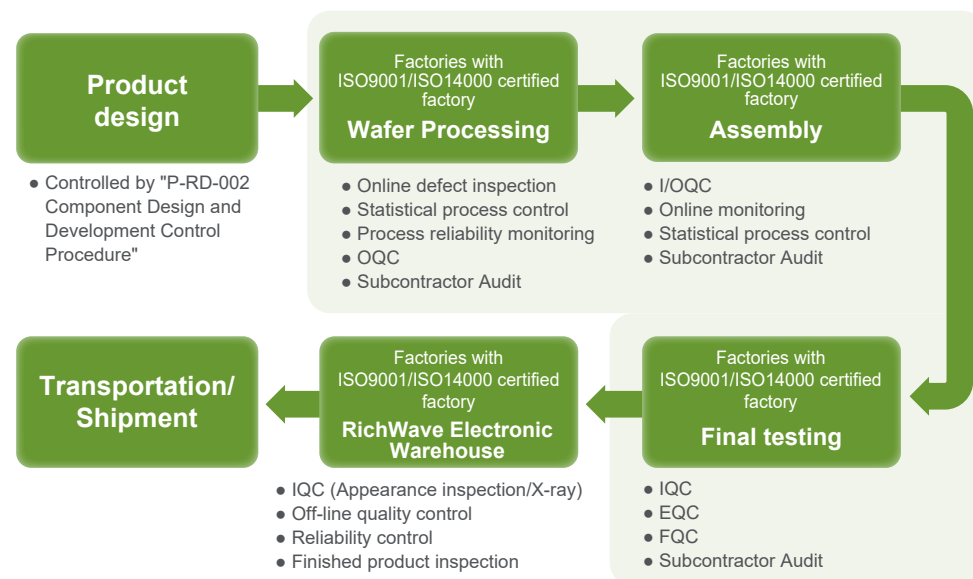 Product
design
● Controlled by "P-RD-002
Component Design and
Development Control
Procedure"
Factories with
ISO9001/ISO14000 certified
factory
Wafer Processing
● Online defect inspection
● Statistical process control
● Process reliability monitoring
● OQC
● Subcontractor Audit
Factories with
ISO9001/ISO14000 certified
factory
Assembly
● I/OQC
● Online monitoring
● Statistical process control
● Subcontractor Audit
Factories with
ISO9001/ISO14000 certified
factory
Final testing
● IQC
● EQC
● FQC
● Subcontractor Audit
Factories with
ISO9001/ISO14000 certified
factory
RichWave Electronic
Warehouse
● IQC (Appearance inspection/X-ray)
● Off-line quality control
● Reliability control
● Finished product inspection
Transportation/
Shipment